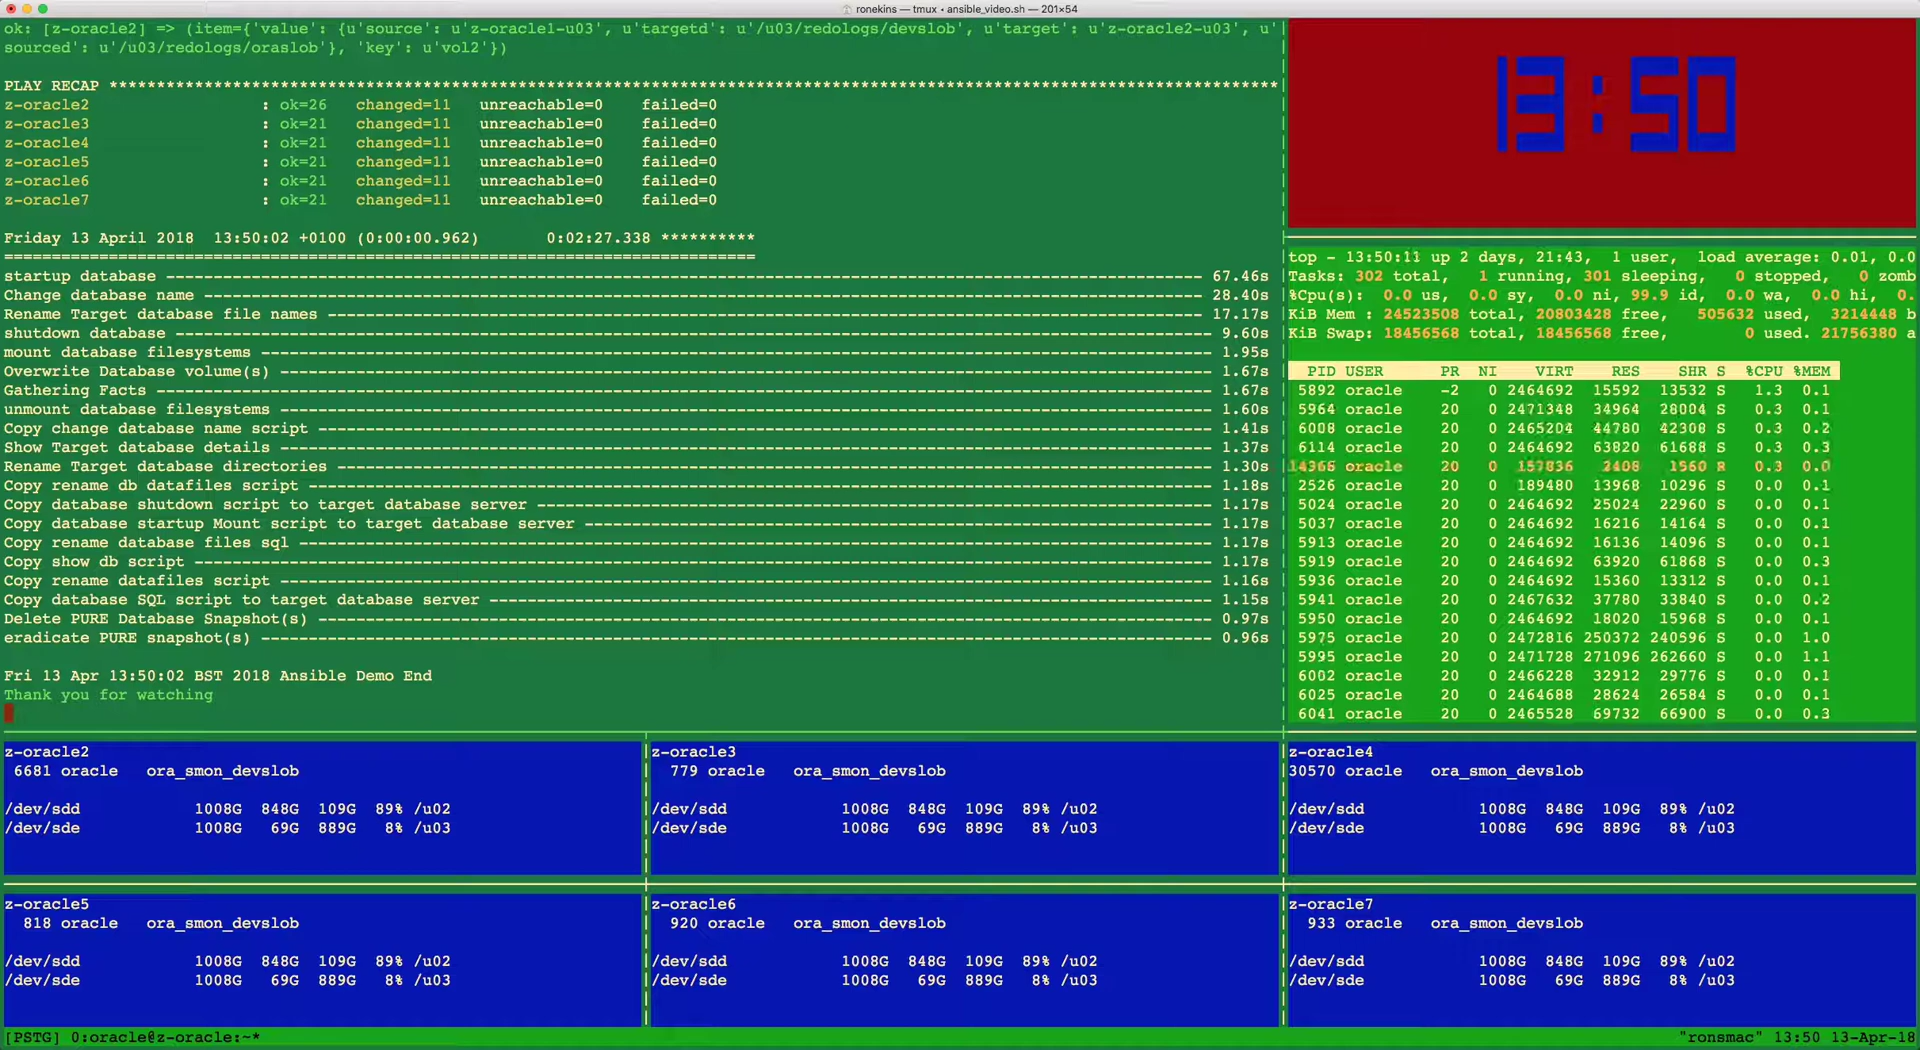 ronekins — tmux • ansible_video.sh — 201×54
ok: [z-oracle2] => (item={'value': {u'source': u'z-oracle1-u03', u'targetd': u'/u03/redologs/devslob', u'target': u'z-oracle2-u03', u'
sourced': u'/u03/redologs/oraslob'}, 'key': u'vol2'})
PLAY RECAP ***************************************************************************************************************************
z-oracle2 : ok=26 changed=11 unreachable=0 failed=0
z-oracle3 : ok=21 changed=11 unreachable=0 failed=0
z-oracle4 : ok=21 changed=11 unreachable=0 failed=0
z-oracle5 : ok=21 changed=11 unreachable=0 failed=0
z-oracle6 : ok=21 changed=11 unreachable=0 failed=0
z-oracle7 : ok=21 changed=11 unreachable=0 failed=0
Friday 13 April 2018 13:50:02 +0100 (0:00:00.962) 0:02:27.338 **********
===============================================================================
startup database --- 67.46s
Change database name --- 28.40s
Rename Target database file names --- 17.17s
shutdown database --- 9.60s
mount database filesystems --- 1.95s
Overwrite Database volume(s) --- 1.67s
Gathering Facts --- 1.67s
unmount database filesystems --- 1.60s
Copy change database name script --- 1.41s
Show Target database details --- 1.37s
Rename Target database directories --- 1.30s
Copy rename db datafiles script --- 1.18s
Copy database shutdown script to target database server --- 1.17s
Copy database startup Mount script to target database server --- 1.17s
Copy rename database files sql --- 1.17s
Copy show db script --- 1.17s
Copy rename datafiles script --- 1.16s
Copy database SQL script to target database server --- 1.15s
Delete PURE Database Snapshot(s) --- 0.97s
eradicate PURE snapshot(s) --- 0.96s
Fri 13 Apr 13:50:02 BST 2018 Ansible Demo End
Thank you for watching
13:50
top - 13:50:11 up 2 days, 21:43, 1 user, load average: 0.01, 0.0
Tasks: 302 total, 1 running, 301 sleeping, 0 stopped, 0 zomb
%Cpu(s): 0.0 us, 0.0 sy, 0.0 ni, 99.9 id, 0.0 wa, 0.0 hi, 0.
KiB Mem : 24523508 total, 20803428 free, 505632 used, 3214448 b
KiB Swap: 18456568 total, 18456568 free, 0 used. 21756380 a
PID USER PR NI VIRT RES SHR S %CPU %MEM
5892 oracle -2 0 2464692 15592 13532 S 1.3 0.1
5964 oracle 20 0 2471348 34964 28004 S 0.3 0.1
6008 oracle 20 0 2465204 44780 42308 S 0.3 0.2
6114 oracle 20 0 2464692 63820 61688 S 0.3 0.3
oracle 20 0 157836 2408 1560 0.3 0.0
2526 oracle 20 0 189480 13968 10296 S 0.0 0.1
5024 oracle 20 0 2464692 25024 22960 S 0.0 0.1
5037 oracle 20 0 2464692 16216 14164 S 0.0 0.1
5913 oracle 20 0 2464692 16136 14096 S 0.0 0.1
5919 oracle 20 0 2464692 63920 61868 S 0.0 0.3
5936 oracle 20 0 2464692 15360 13312 S 0.0 0.1
5941 oracle 20 0 2467632 37780 33840 S 0.0 0.2
5950 oracle 20 0 2464692 18020 15968 S 0.0 0.1
5975 oracle 20 0 2472816 250372 240596 S 0.0 1.0
5995 oracle 20 0 2471728 271096 262660 S 0.0 1.1
6002 oracle 20 0 2466228 32912 29776 S 0.0 0.1
6025 oracle 20 0 2464688 28624 26584 S 0.0 0.1
6041 oracle 20 0 2465528 69732 66900 S 0.0 0.3
z-oracle2
6681 oracle ora_smon_devslob
/dev/sdd 1008G 848G 109G 89% /u02
/dev/sde 1008G 69G 889G 8% /u03
z-oracle3
779 oracle ora_smon_devslob
/dev/sdd 1008G 848G 109G 89% /u02
/dev/sde 1008G 69G 889G 8% /u03
z-oracle4
30570 oracle ora_smon_devslob
/dev/sdd 1008G 848G 109G 89% /u02
/dev/sde 1008G 69G 889G 8% /u03
z-oracle5
818 oracle ora_smon_devslob
/dev/sdd 1008G 848G 109G 89% /u02
/dev/sde 1008G 69G 889G 8% /u03
z-oracle6
920 oracle ora_smon_devslob
/dev/sdd 1008G 848G 109G 89% /u02
/dev/sde 1008G 69G 889G 8% /u03
z-oracle7
933 oracle ora_smon_devslob
/dev/sdd 1008G 848G 109G 89% /u02
/dev/sde 1008G 69G 889G 8% /u03
[PSTG] 0:oracle@z-oracle:~* "ronsmac" 13:50 13-Apr-18